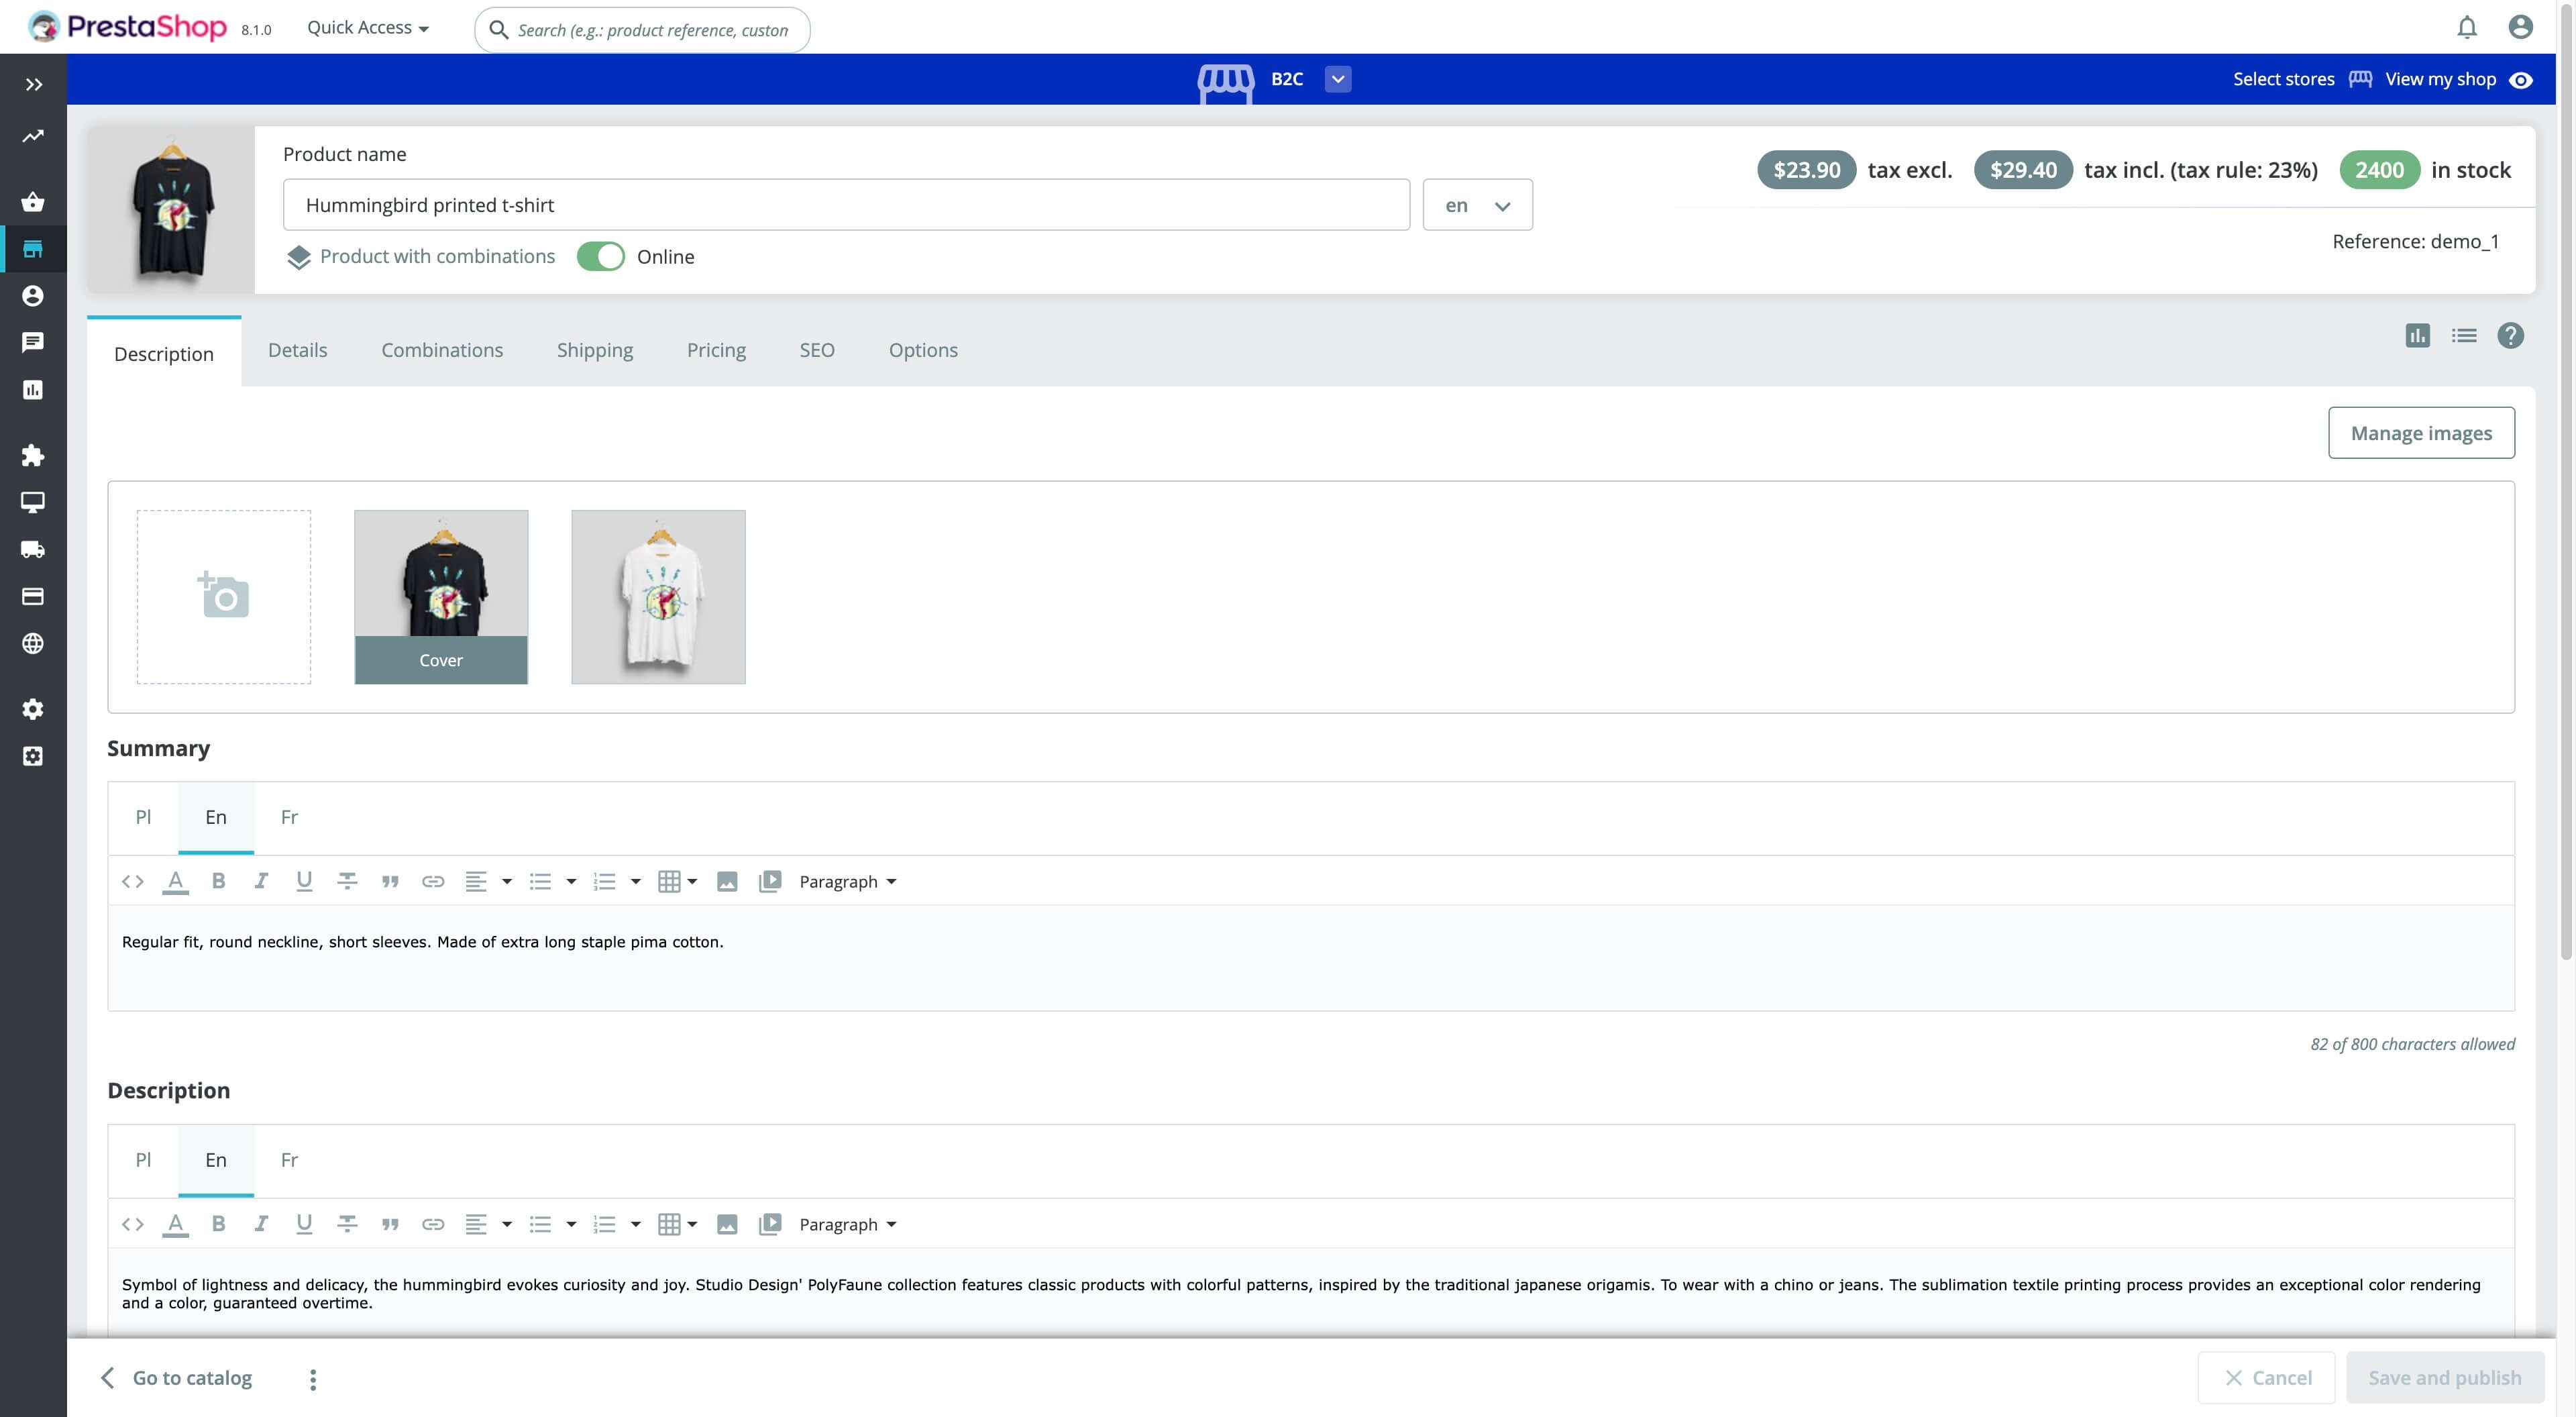 PrestaShop 8.1.0 Quick Access Search (e.g.: product reference, custon
B2C Select stores View my shop
Product name
$23.90 tax excl. $29.40 tax incl. (tax rule: 23%) 2400 in stock
Hummingbird printed t-shirt en
Reference: demo_1
Product with combinations Online
Description Details Combinations Shipping Pricing SEO Options
Manage images
Cover
Summary
Pl En Fr
Paragraph
Regular fit, round neckline, short sleeves. Made of extra long staple pima cotton.
82 of 800 characters allowed
Description
Pl En Fr
Paragraph
Symbol of lightness and delicacy, the hummingbird evokes curiosity and joy. Studio Design' PolyFaune collection features classic products with colorful patterns, inspired by the traditional japanese origamis. To wear with a chino or jeans. The sublimation textile printing process provides an exceptional color rendering
and a color, guaranteed overtime.
Go to catalog Cancel Save and publish